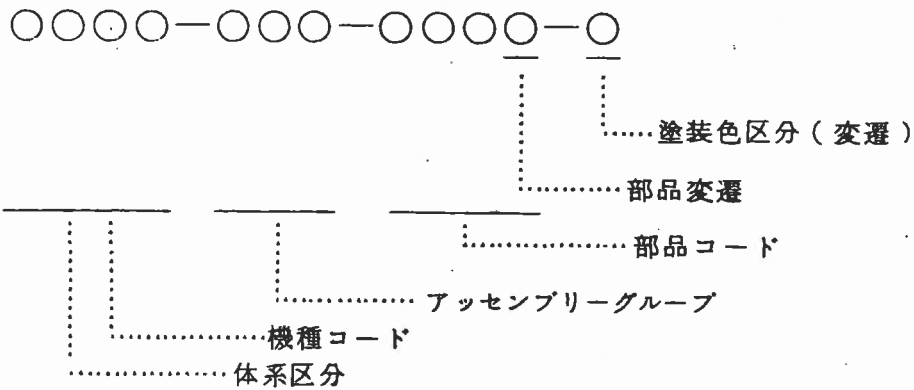 ○○○○－○○○－○○○○－○
塗装色区分（変遷）
部品変遷
部品コード
アッセンブリーグループ
機種コード
体系区分